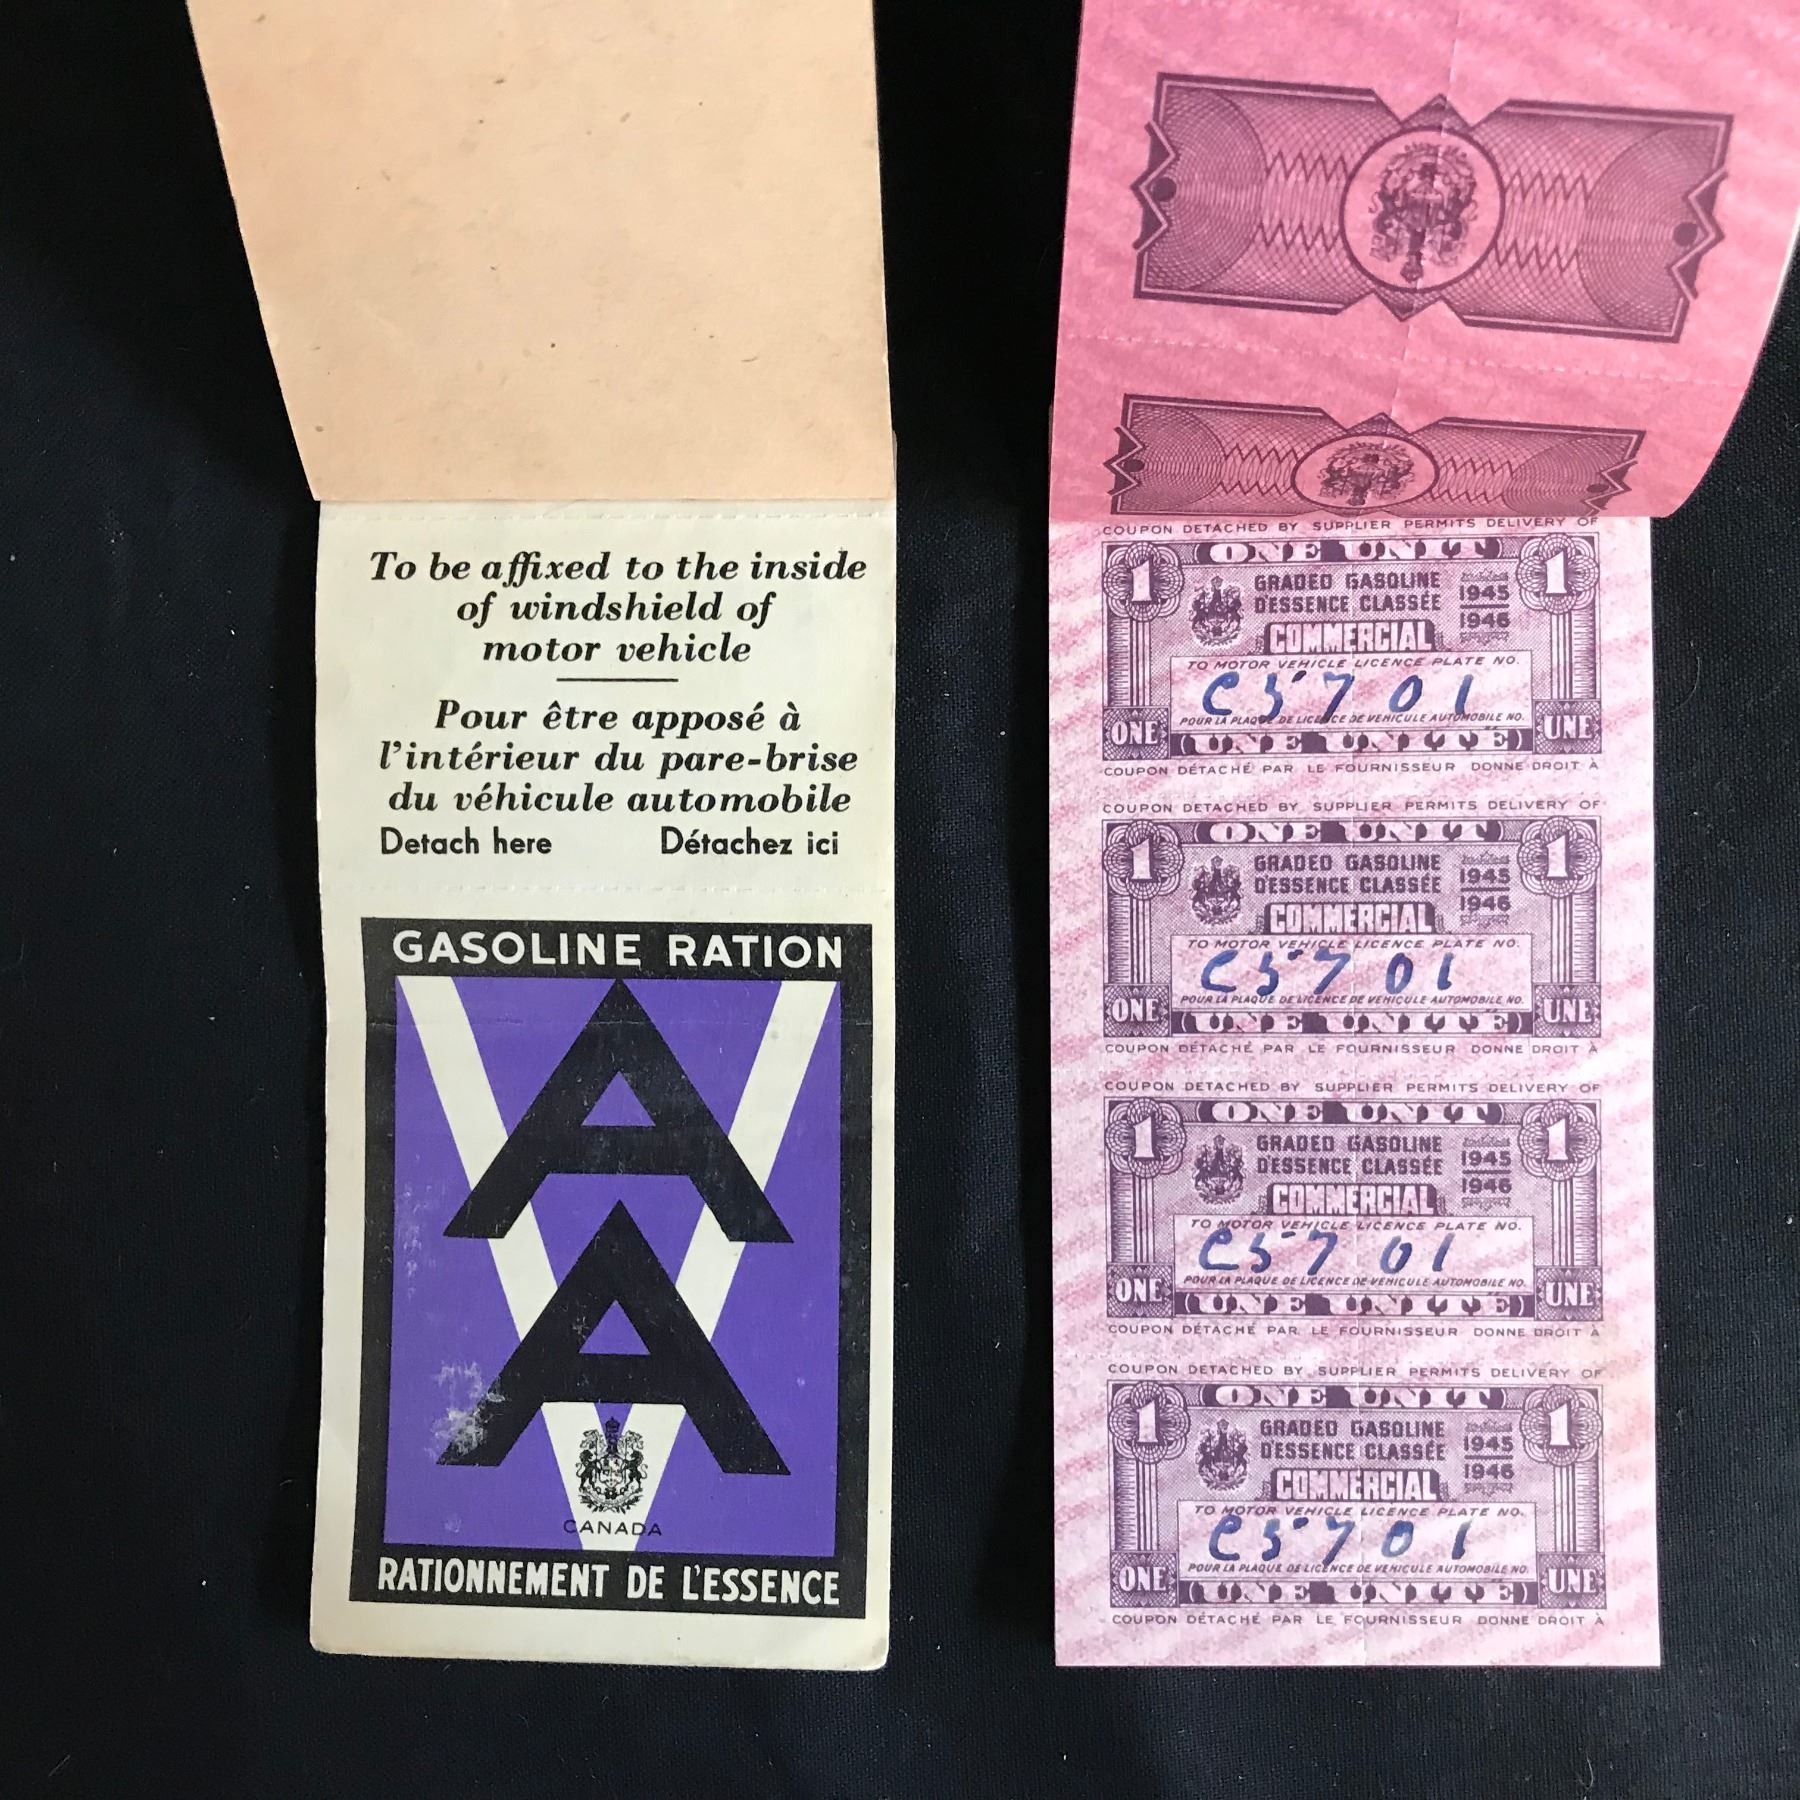 To be affixed to the inside
of windshield of
motor vehicle
Pour être apposé à
l'intérieur du pare-brise
du véhicule automobile
Detach here Détachez ici
GASOLINE RATION
A
A
CANADA
RATIONNEMENT DE L'ESSENCE
COUPON DETACHED BY SUPPLIER PERMITS DELIVERY OF
1 ONE UNIT 1
GRADED GASOLINE 1945
D'ESSENCE CLASSÉE 1946
COMMERCIAL
TO MOTOR VEHICLE LICENCE PLATE NO.
C5701
POUR LA PLAQUE DE LICENCE DE VEHICULE AUTOMOBILE NO.
ONE (UNE UNITÉ) UNE
COUPON DÉTACHÉ PAR LE FOURNISSEUR DONNE DROIT À
COUPON DETACHED BY SUPPLIER PERMITS DELIVERY OF
1 ONE UNIT 1
GRADED GASOLINE 1945
D'ESSENCE CLASSÉE 1946
COMMERCIAL
TO MOTOR VEHICLE LICENCE PLATE NO.
C5701
POUR LA PLAQUE DE LICENCE DE VEHICULE AUTOMOBILE NO.
ONE (UNE UNITÉ) UNE
COUPON DÉTACHÉ PAR LE FOURNISSEUR DONNE DROIT À
COUPON DETACHED BY SUPPLIER PERMITS DELIVERY OF
1 ONE UNIT 1
GRADED GASOLINE 1945
D'ESSENCE CLASSÉE 1946
COMMERCIAL
TO MOTOR VEHICLE LICENCE PLATE NO.
C5701
POUR LA PLAQUE DE LICENCE DE VEHICULE AUTOMOBILE NO.
ONE (UNE UNITÉ) UNE
COUPON DÉTACHÉ PAR LE FOURNISSEUR DONNE DROIT À
COUPON DETACHED BY SUPPLIER PERMITS DELIVERY OF
1 ONE UNIT 1
GRADED GASOLINE 1945
D'ESSENCE CLASSÉE 1946
COMMERCIAL
TO MOTOR VEHICLE LICENCE PLATE NO.
C5701
POUR LA PLAQUE DE LICENCE DE VEHICULE AUTOMOBILE NO.
ONE (UNE UNITÉ) UNE
COUPON DÉTACHÉ PAR LE FOURNISSEUR DONNE DROIT À